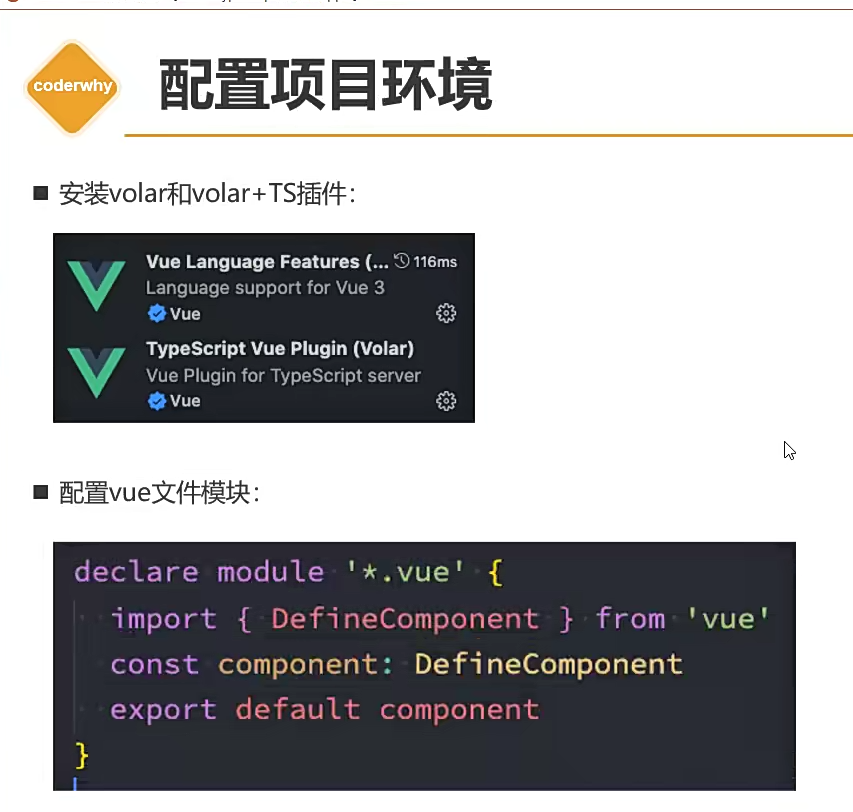 coderwhy
配置项目环境
安装volar和volar+TS插件：
Vue Language Features (... 116ms
Language support for Vue 3
Vue
TypeScript Vue Plugin (Volar)
Vue Plugin for TypeScript server
Vue
配置vue文件模块：
declare module '*.vue' {
import { DefineComponent } from 'vue'
const component: DefineComponent
export default component
}